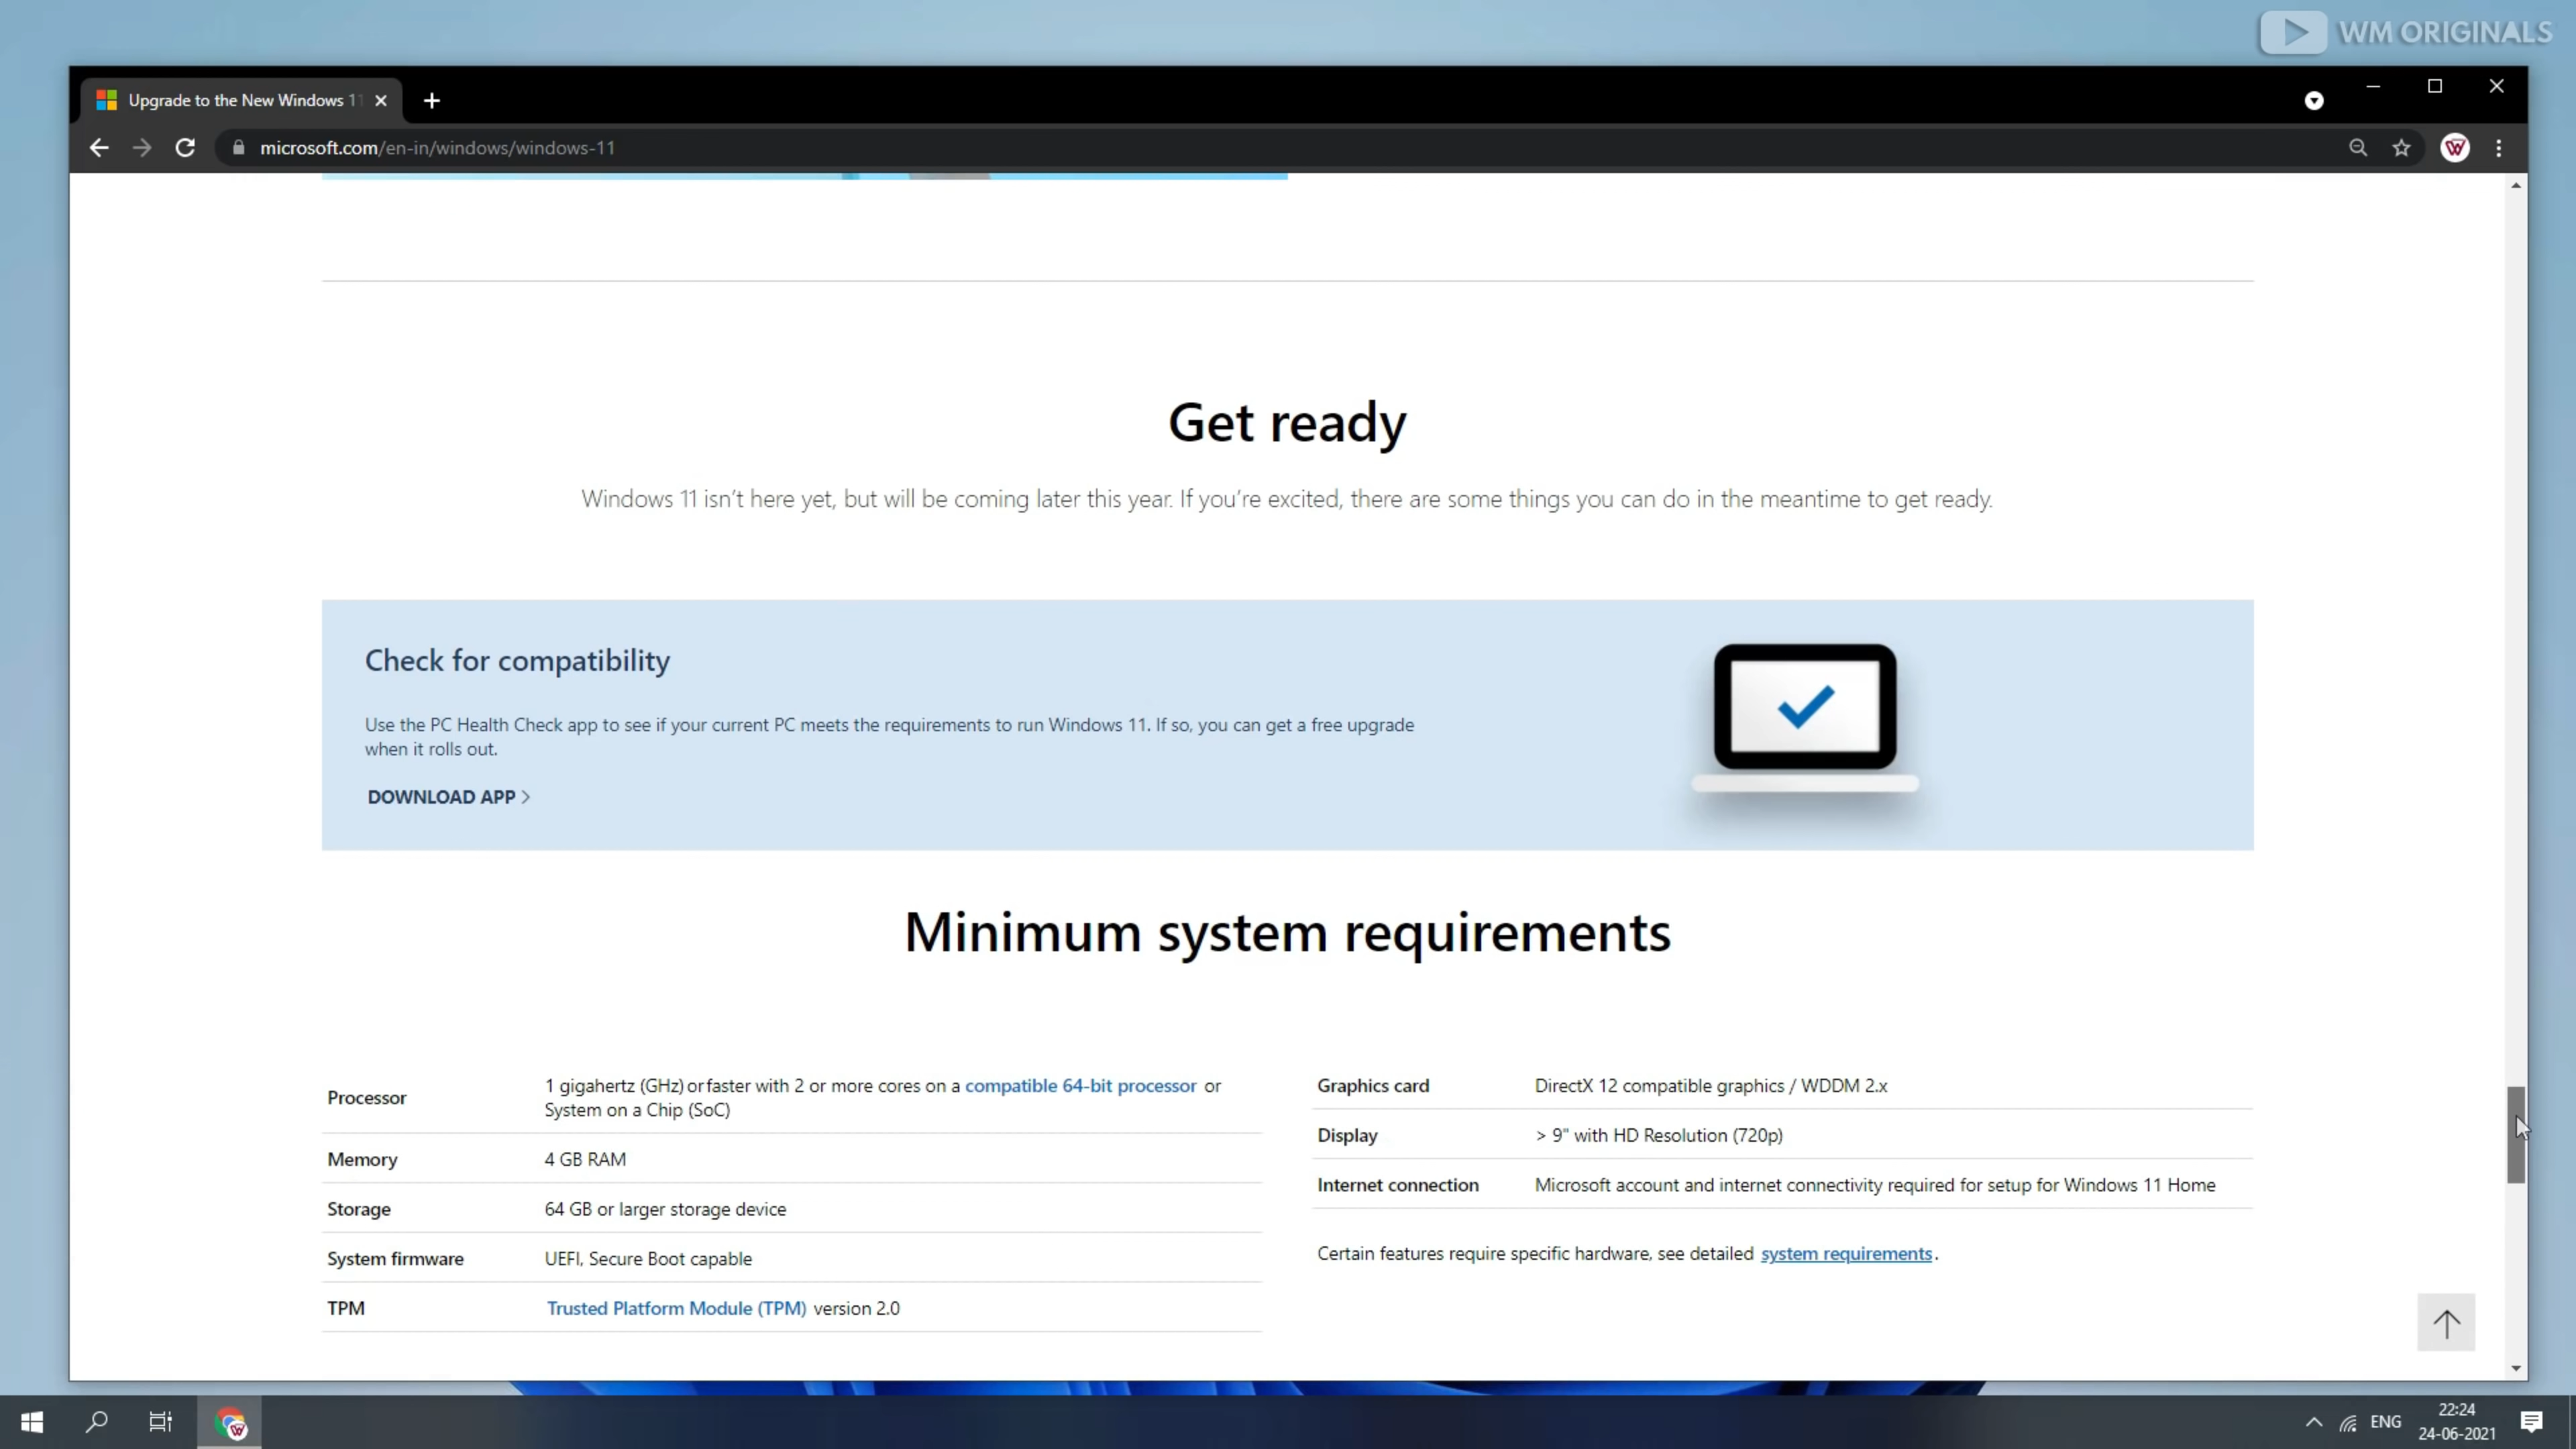 WM ORIGINALS
Upgrade to the New Windows 11
microsoft.com/en-in/windows/windows-11
Get ready
Windows 11 isn't here yet, but will be coming later this year. If you're excited, there are some things you can do in the meantime to get ready.
Check for compatibility
Use the PC Health Check app to see if your current PC meets the requirements to run Windows 11. If so, you can get a free upgrade
when it rolls out.
DOWNLOAD APP >
Minimum system requirements
Processor
1 gigahertz (GHz) or faster with 2 or more cores on a compatible 64-bit processor or
System on a Chip (SoC)
Memory
4 GB RAM
Storage
64 GB or larger storage device
System firmware
UEFI, Secure Boot capable
TPM
Trusted Platform Module (TPM) version 2.0
Graphics card
DirectX 12 compatible graphics / WDDM 2.x
Display
> 9" with HD Resolution (720p)
Internet connection
Microsoft account and internet connectivity required for setup for Windows 11 Home
Certain features require specific hardware, see detailed system requirements.
ENG
22:24
24-06-2021